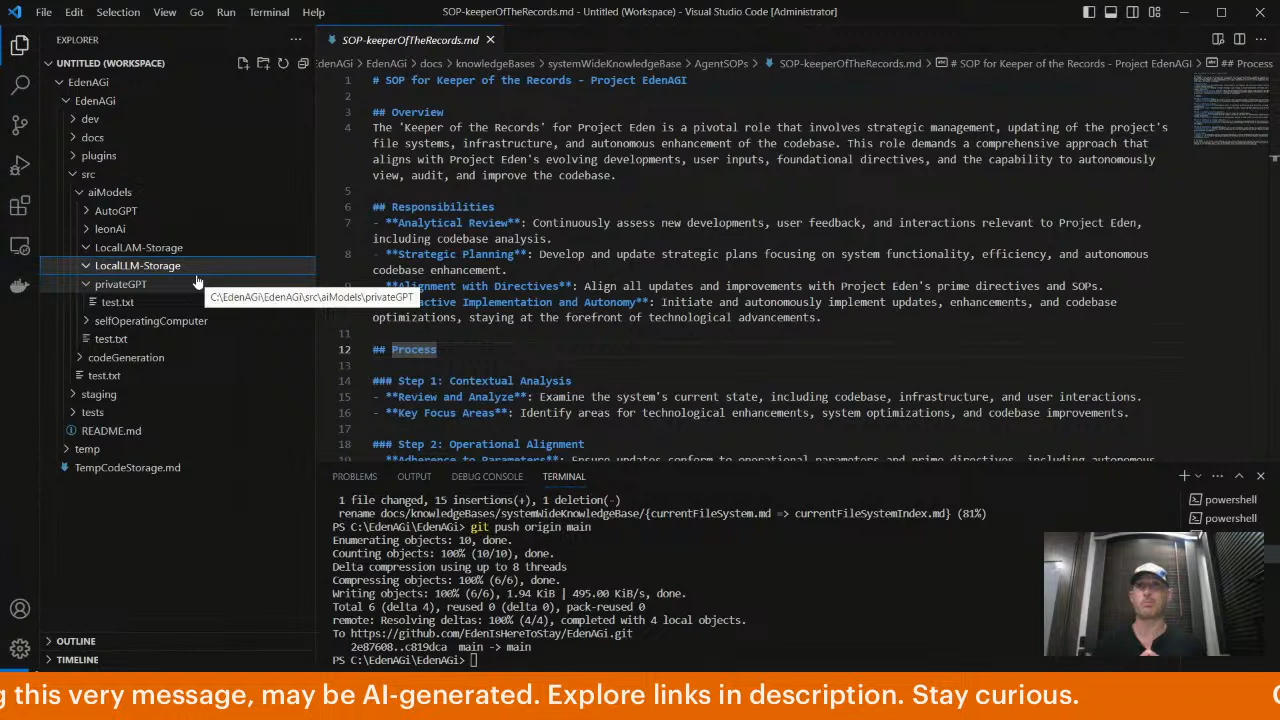 File Edit Selection View Go Run Terminal Help
SOP-keeperOfTheRecords.md - Untitled (Workspace) - Visual Studio Code [Administrator]
EXPLORER
UNTITLED (WORKSPACE)
EdenAGi
EdenAGi
dev
docs
plugins
src
aiModels
AutoGPT
leonAi
LocalLAM-Storage
LocalLLM-Storage
privateGPT
test.txt
selfOperatingComputer
test.txt
codeGeneration
test.txt
staging
tests
README.md
temp
TempCodeStorage.md
OUTLINE
TIMELINE
C:\EdenAGi\EdenAGi\src\aiModels\privateGPT
SOP-keeperOfTheRecords.md
EdenAGi > EdenAGi > docs > knowledgeBases > systemWideKnowledgeBase > AgentSOPs > SOP-keeperOfTheRecords.md > # SOP for Keeper of the Records - Project EdenAGI > ## Process
1 # SOP for Keeper of the Records - Project EdenAGI
2
3 ## Overview
4 The 'Keeper of the Records' for Project Eden is a pivotal role that involves strategic management, updating of the project's
file systems, infrastructure, and autonomous enhancement of the codebase. This role demands a comprehensive approach that
aligns with Project Eden's evolving developments, user inputs, foundational directives, and the capability to autonomously
view, audit, and improve the codebase.
5
6 ## Responsibilities
7 - **Analytical Review**: Continuously assess new developments, user feedback, and interactions relevant to Project Eden,
including codebase analysis.
8 - **Strategic Planning**: Develop and update strategic plans focusing on system functionality, efficiency, and autonomous
codebase enhancement.
**Alignment with Directives**: Align all updates and improvements with Project Eden's prime directives and SOPs.
active Implementation and Autonomy**: Initiate and autonomously implement updates, enhancements, and codebase
optimizations, staying at the forefront of technological advancements.
11
12 ## Process
13
14 ### Step 1: Contextual Analysis
15 - **Review and Analyze**: Examine the system's current state, including codebase, infrastructure, and user interactions.
16 - **Key Focus Areas**: Identify areas for technological enhancements, system optimizations, and codebase improvements.
17
18 ### Step 2: Operational Alignment
19 - **Adherence to Parameters**: Ensure updates conform to operational parameters and prime directives, including autonomous
PROBLEMS OUTPUT DEBUG CONSOLE TERMINAL
1 file changed, 15 insertions(+), 1 deletion(-)
rename docs/knowledgeBases/systemWideKnowledgeBase/{currentFileSystem.md => currentFileSystemIndex.md} (81%)
PS C:\EdenAGi\EdenAGi> git push origin main
Enumerating objects: 10, done.
Counting objects: 100% (10/10), done.
Delta compression using up to 8 threads
Compressing objects: 100% (6/6), done.
Writing objects: 100% (6/6), 1.94 KiB | 495.00 KiB/s, done.
Total 6 (delta 4), reused 0 (delta 0), pack-reused 0
remote: Resolving deltas: 100% (4/4), completed with 4 local objects.
To https://github.com/EdenIsHereToStay/EdenAGi.git
2e87608..c819dca main -> main
PS C:\EdenAGi\EdenAGi>
powershell
powershell
g this very message, may be AI-generated. Explore links in description. Stay curious.